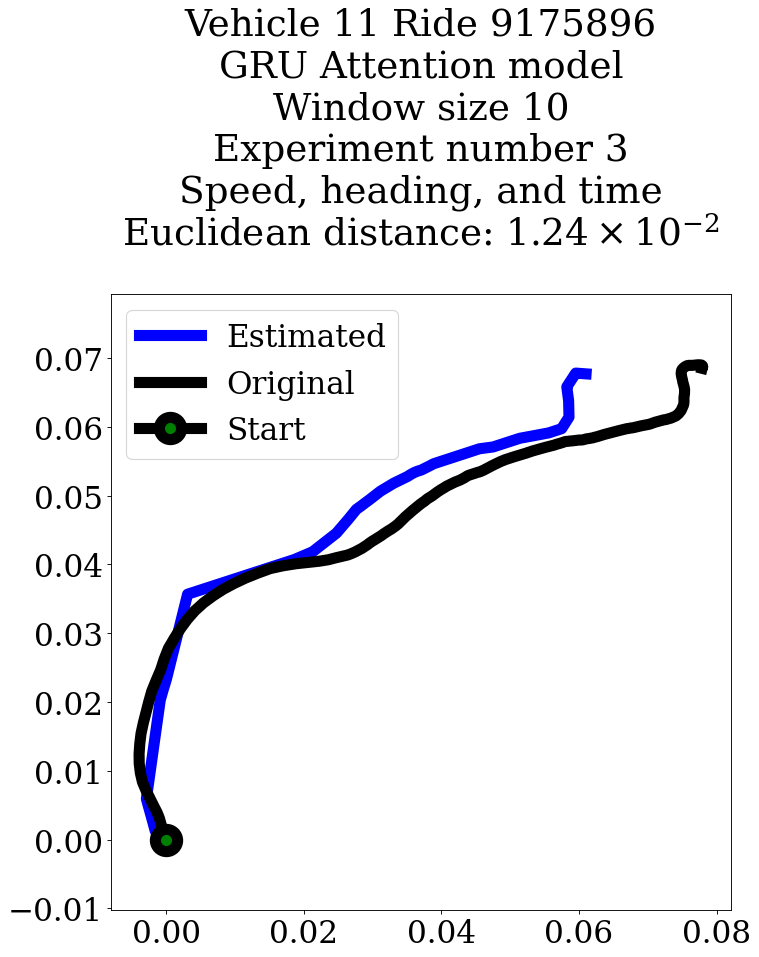 Vehicle 11 Ride 9175896
GRU Attention model
Window size 10
Experiment number 3
Speed, heading, and time
Euclidean distance: 1.24 × 10⁻²
Estimated
Original
Start
0.07
0.06
0.05
0.04
0.03
0.02
0.01
0.00
−0.01
0.00 0.02 0.04 0.06 0.08